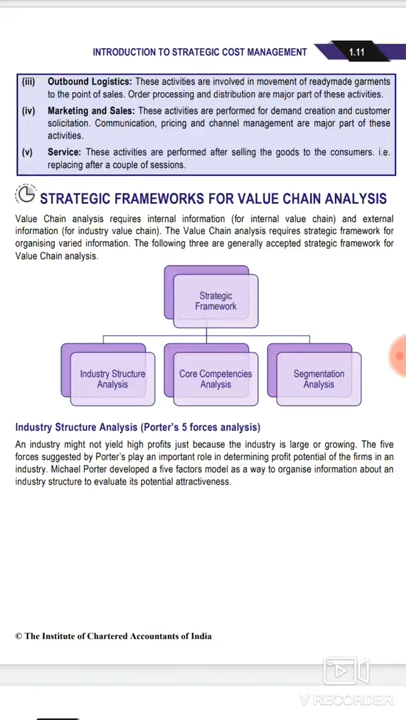 INTRODUCTION TO STRATEGIC COST MANAGEMENT 1.11
(iii) Outbound Logistics: These activities are involved in movement of readymade garments
to the point of sales. Order processing and distribution are major part of these activities.
(iv) Marketing and Sales: These activities are performed for demand creation and customer
solicitation. Communication, pricing and channel management are major part of these
activities.
(v) Service: These activities are performed after selling the goods to the consumers. i.e.
replacing after a couple of sessions.
STRATEGIC FRAMEWORKS FOR VALUE CHAIN ANALYSIS
Value Chain analysis requires internal information (for internal value chain) and external
information (for industry value chain). The Value Chain analysis requires strategic framework for
organising varied information. The following three are generally accepted strategic framework for
Value Chain analysis.
Strategic
Framework
Industry Structure
Analysis
Core Competencies
Analysis
Segmentation
Analysis
Industry Structure Analysis (Porter's 5 forces analysis)
An industry might not yield high profits just because the industry is large or growing. The five
forces suggested by Porter's play an important role in determining profit potential of the firms in an
industry. Michael Porter developed a five factors model as a way to organise information about an
industry structure to evaluate its potential attractiveness.
© The Institute of Chartered Accountants of India
V RECORDER